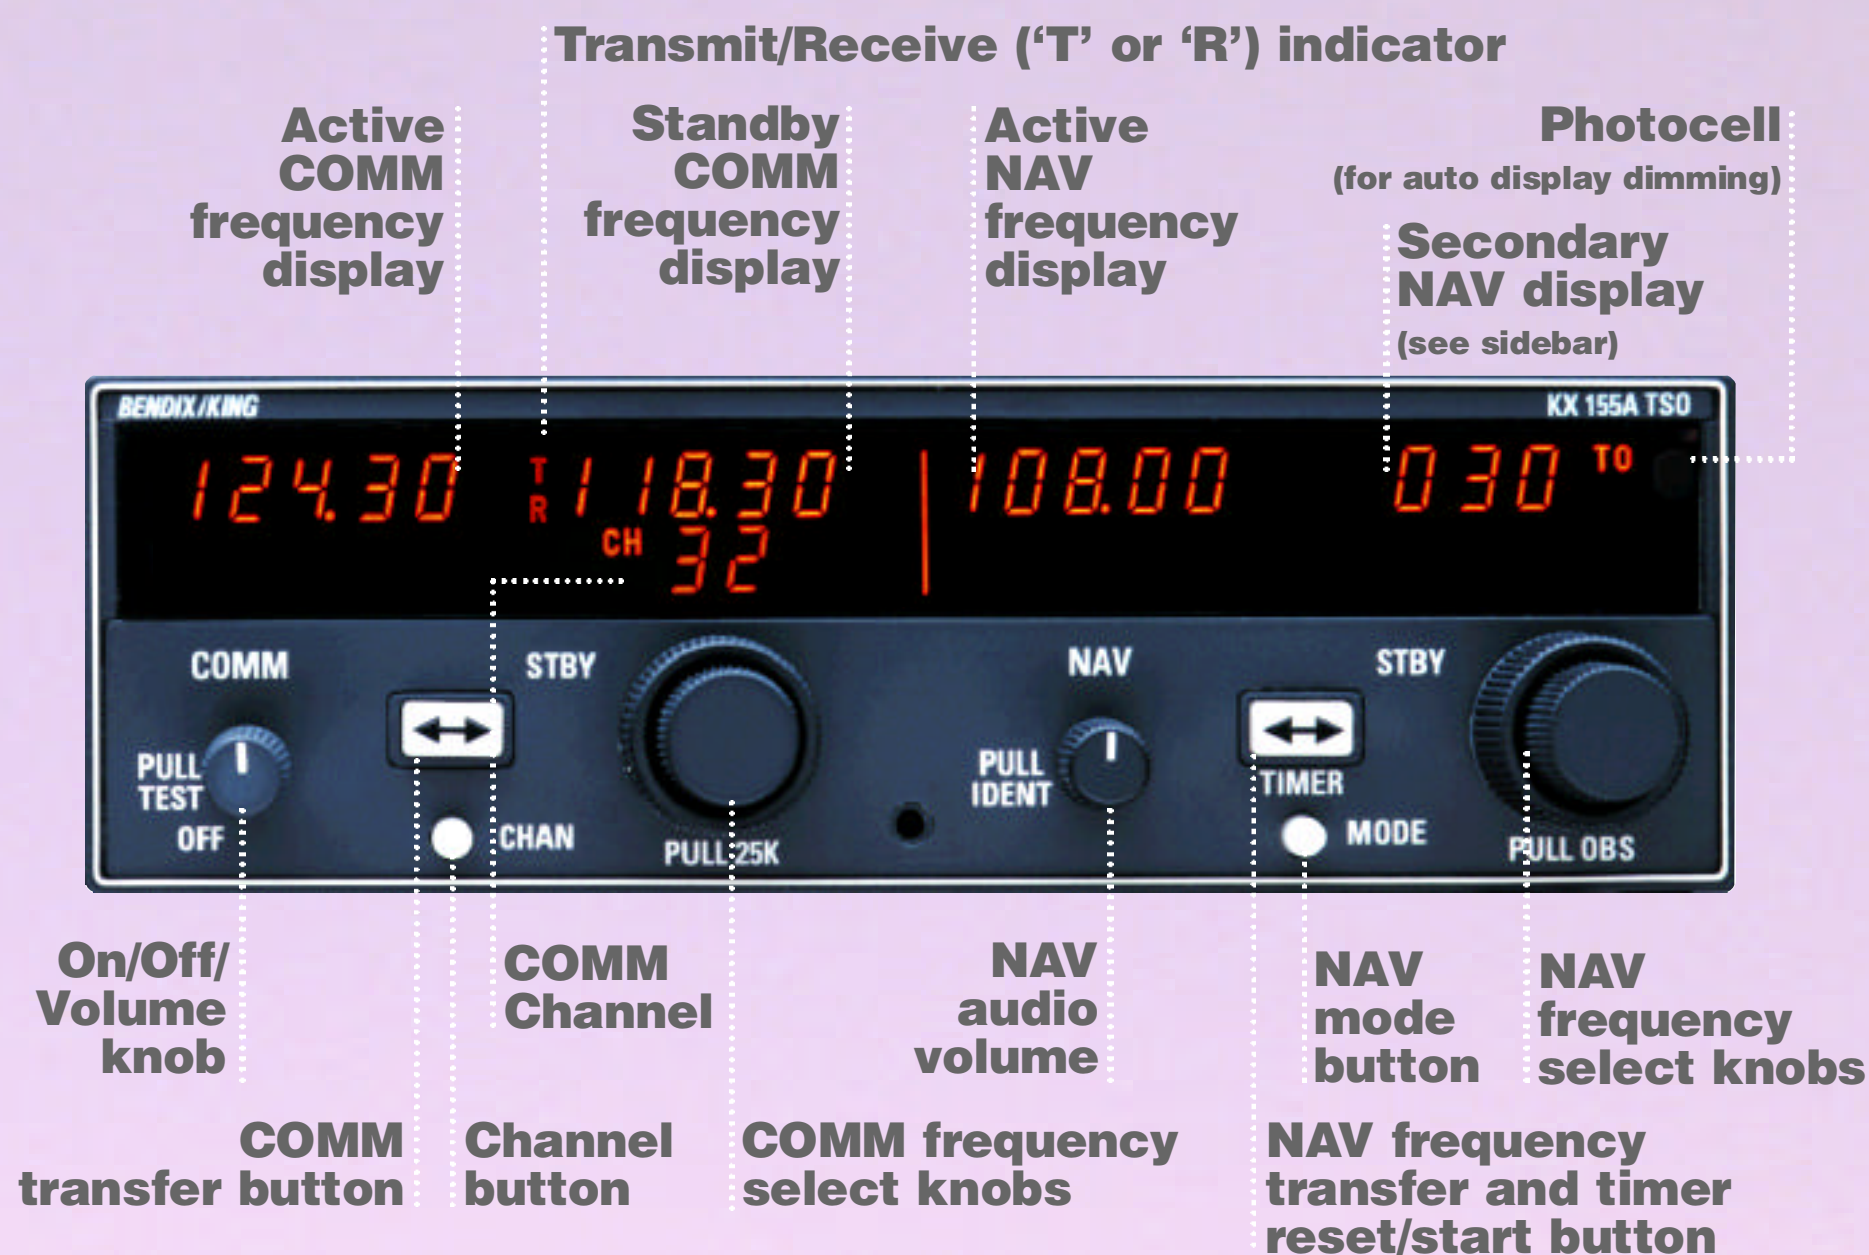 Transmit/Receive (‘T’ or ‘R’) indicator
Active
COMM
frequency
display
Standby
COMM
frequency
display
Active
NAV
frequency
display
Photocell
(for auto display dimming)
Secondary
NAV display
(see sidebar)
BENDIX/KING
KX 155A TSO
124.30
T
R
118.30
CH 32
108.00
030 TO
COMM
STBY
NAV
STBY
PULL
TEST
OFF
CHAN
PULL 25K
PULL
IDENT
TIMER
MODE
PULL OBS
On/Off/
Volume
knob
COMM
Channel
NAV
audio
volume
NAV
mode
button
NAV
frequency
select knobs
COMM
transfer button
Channel
button
COMM frequency
select knobs
NAV frequency
transfer and timer
reset/start button